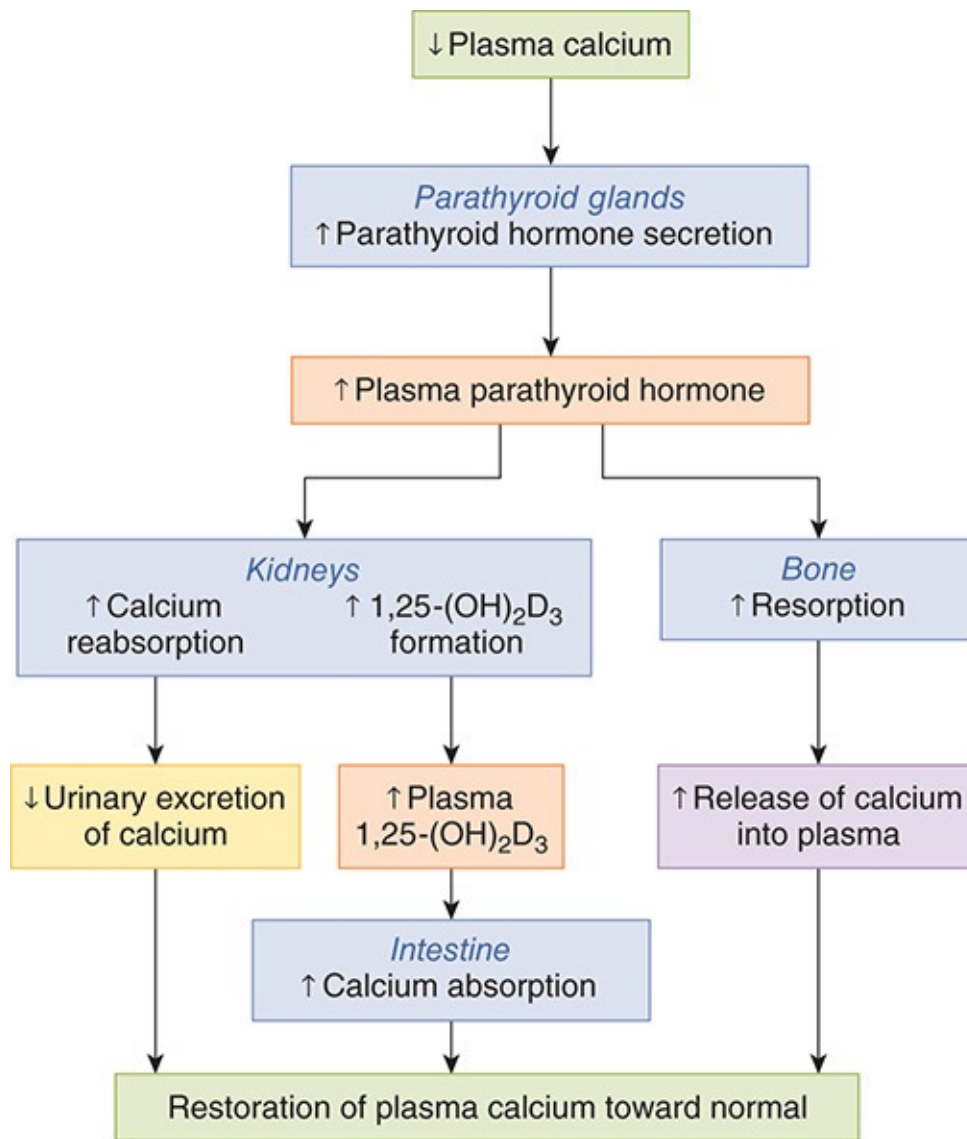 ↓Plasma calcium
Parathyroid glands
↑Parathyroid hormone secretion
↑Plasma parathyroid hormone
Kidneys
↑Calcium
reabsorption
↑ 1,25-(OH)₂D₃
formation
Bone
↑Resorption
↓Urinary excretion
of calcium
↑Plasma
1,25-(OH)₂D₃
↑Release of calcium
into plasma
Intestine
↑Calcium absorption
Restoration of plasma calcium toward normal